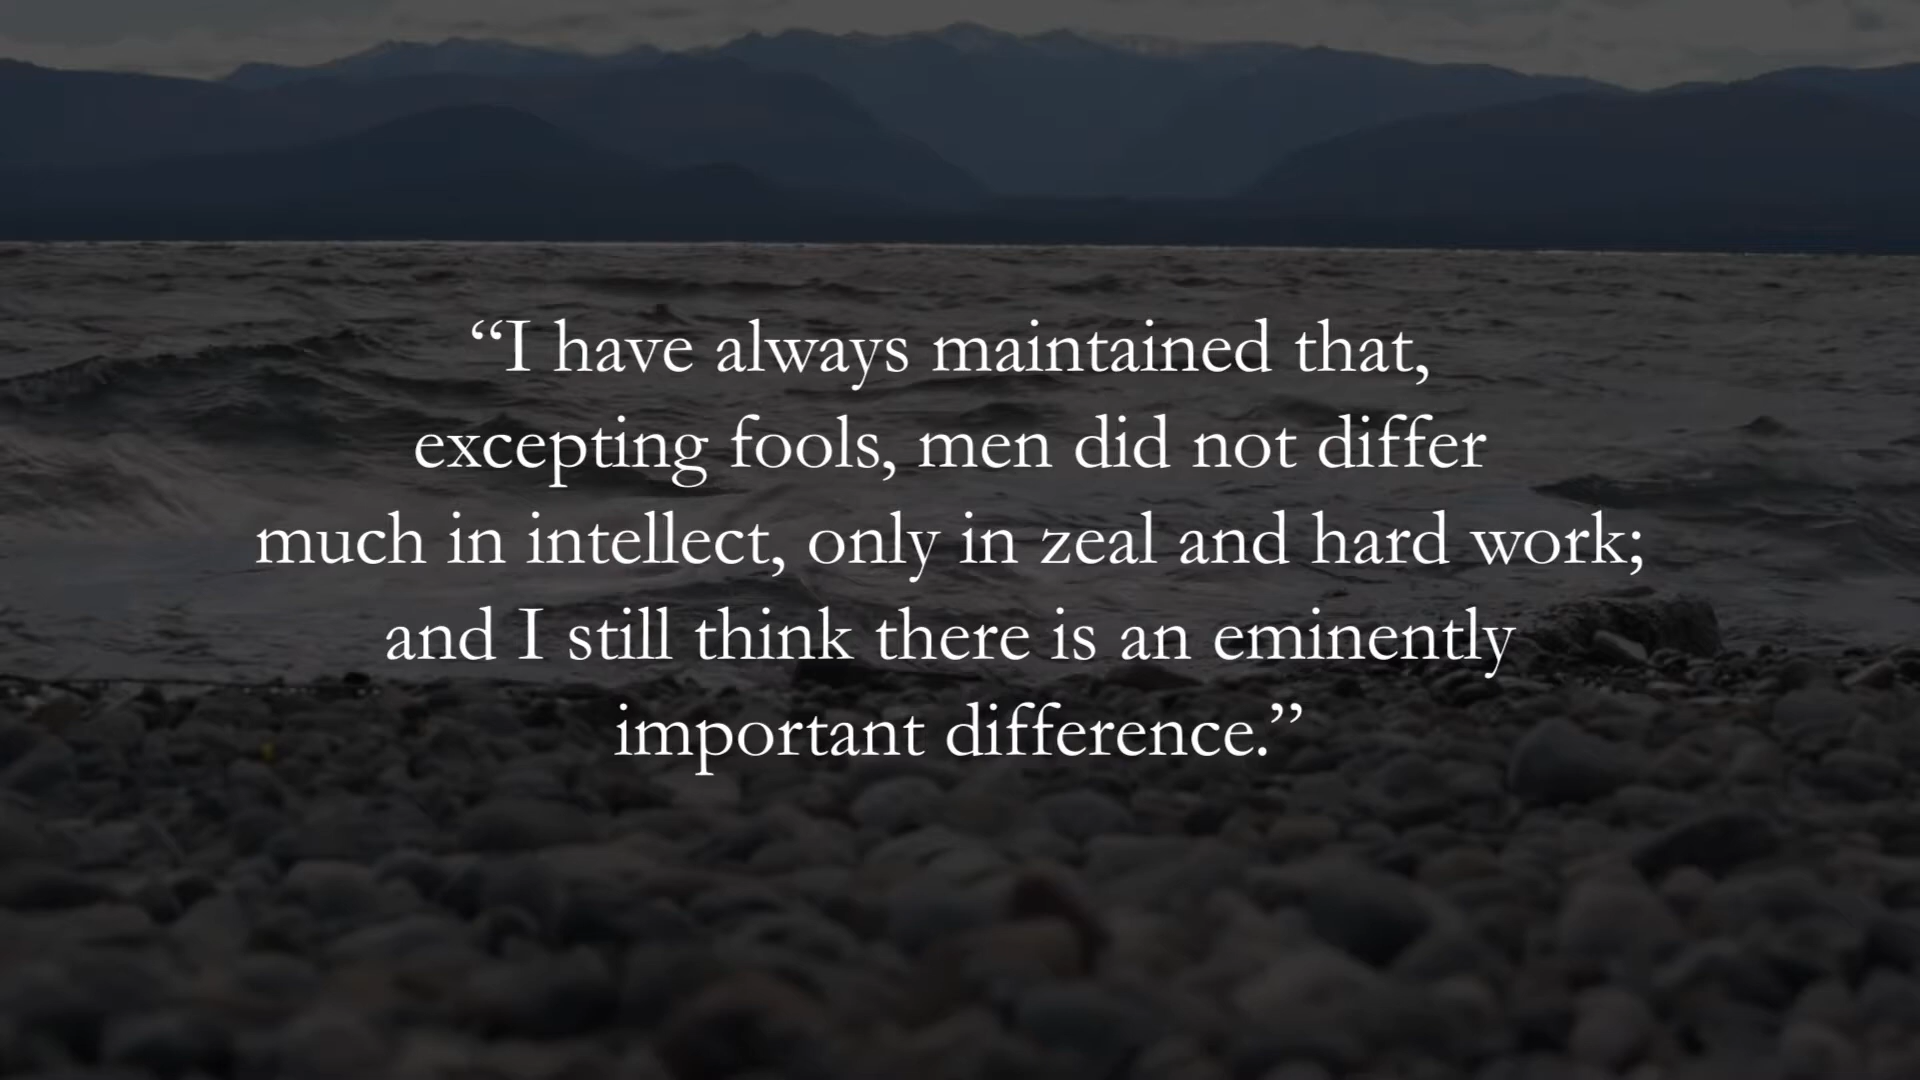 “I have always maintained that,
excepting fools, men did not differ
much in intellect, only in zeal and hard work;
and I still think there is an eminently
important difference.”